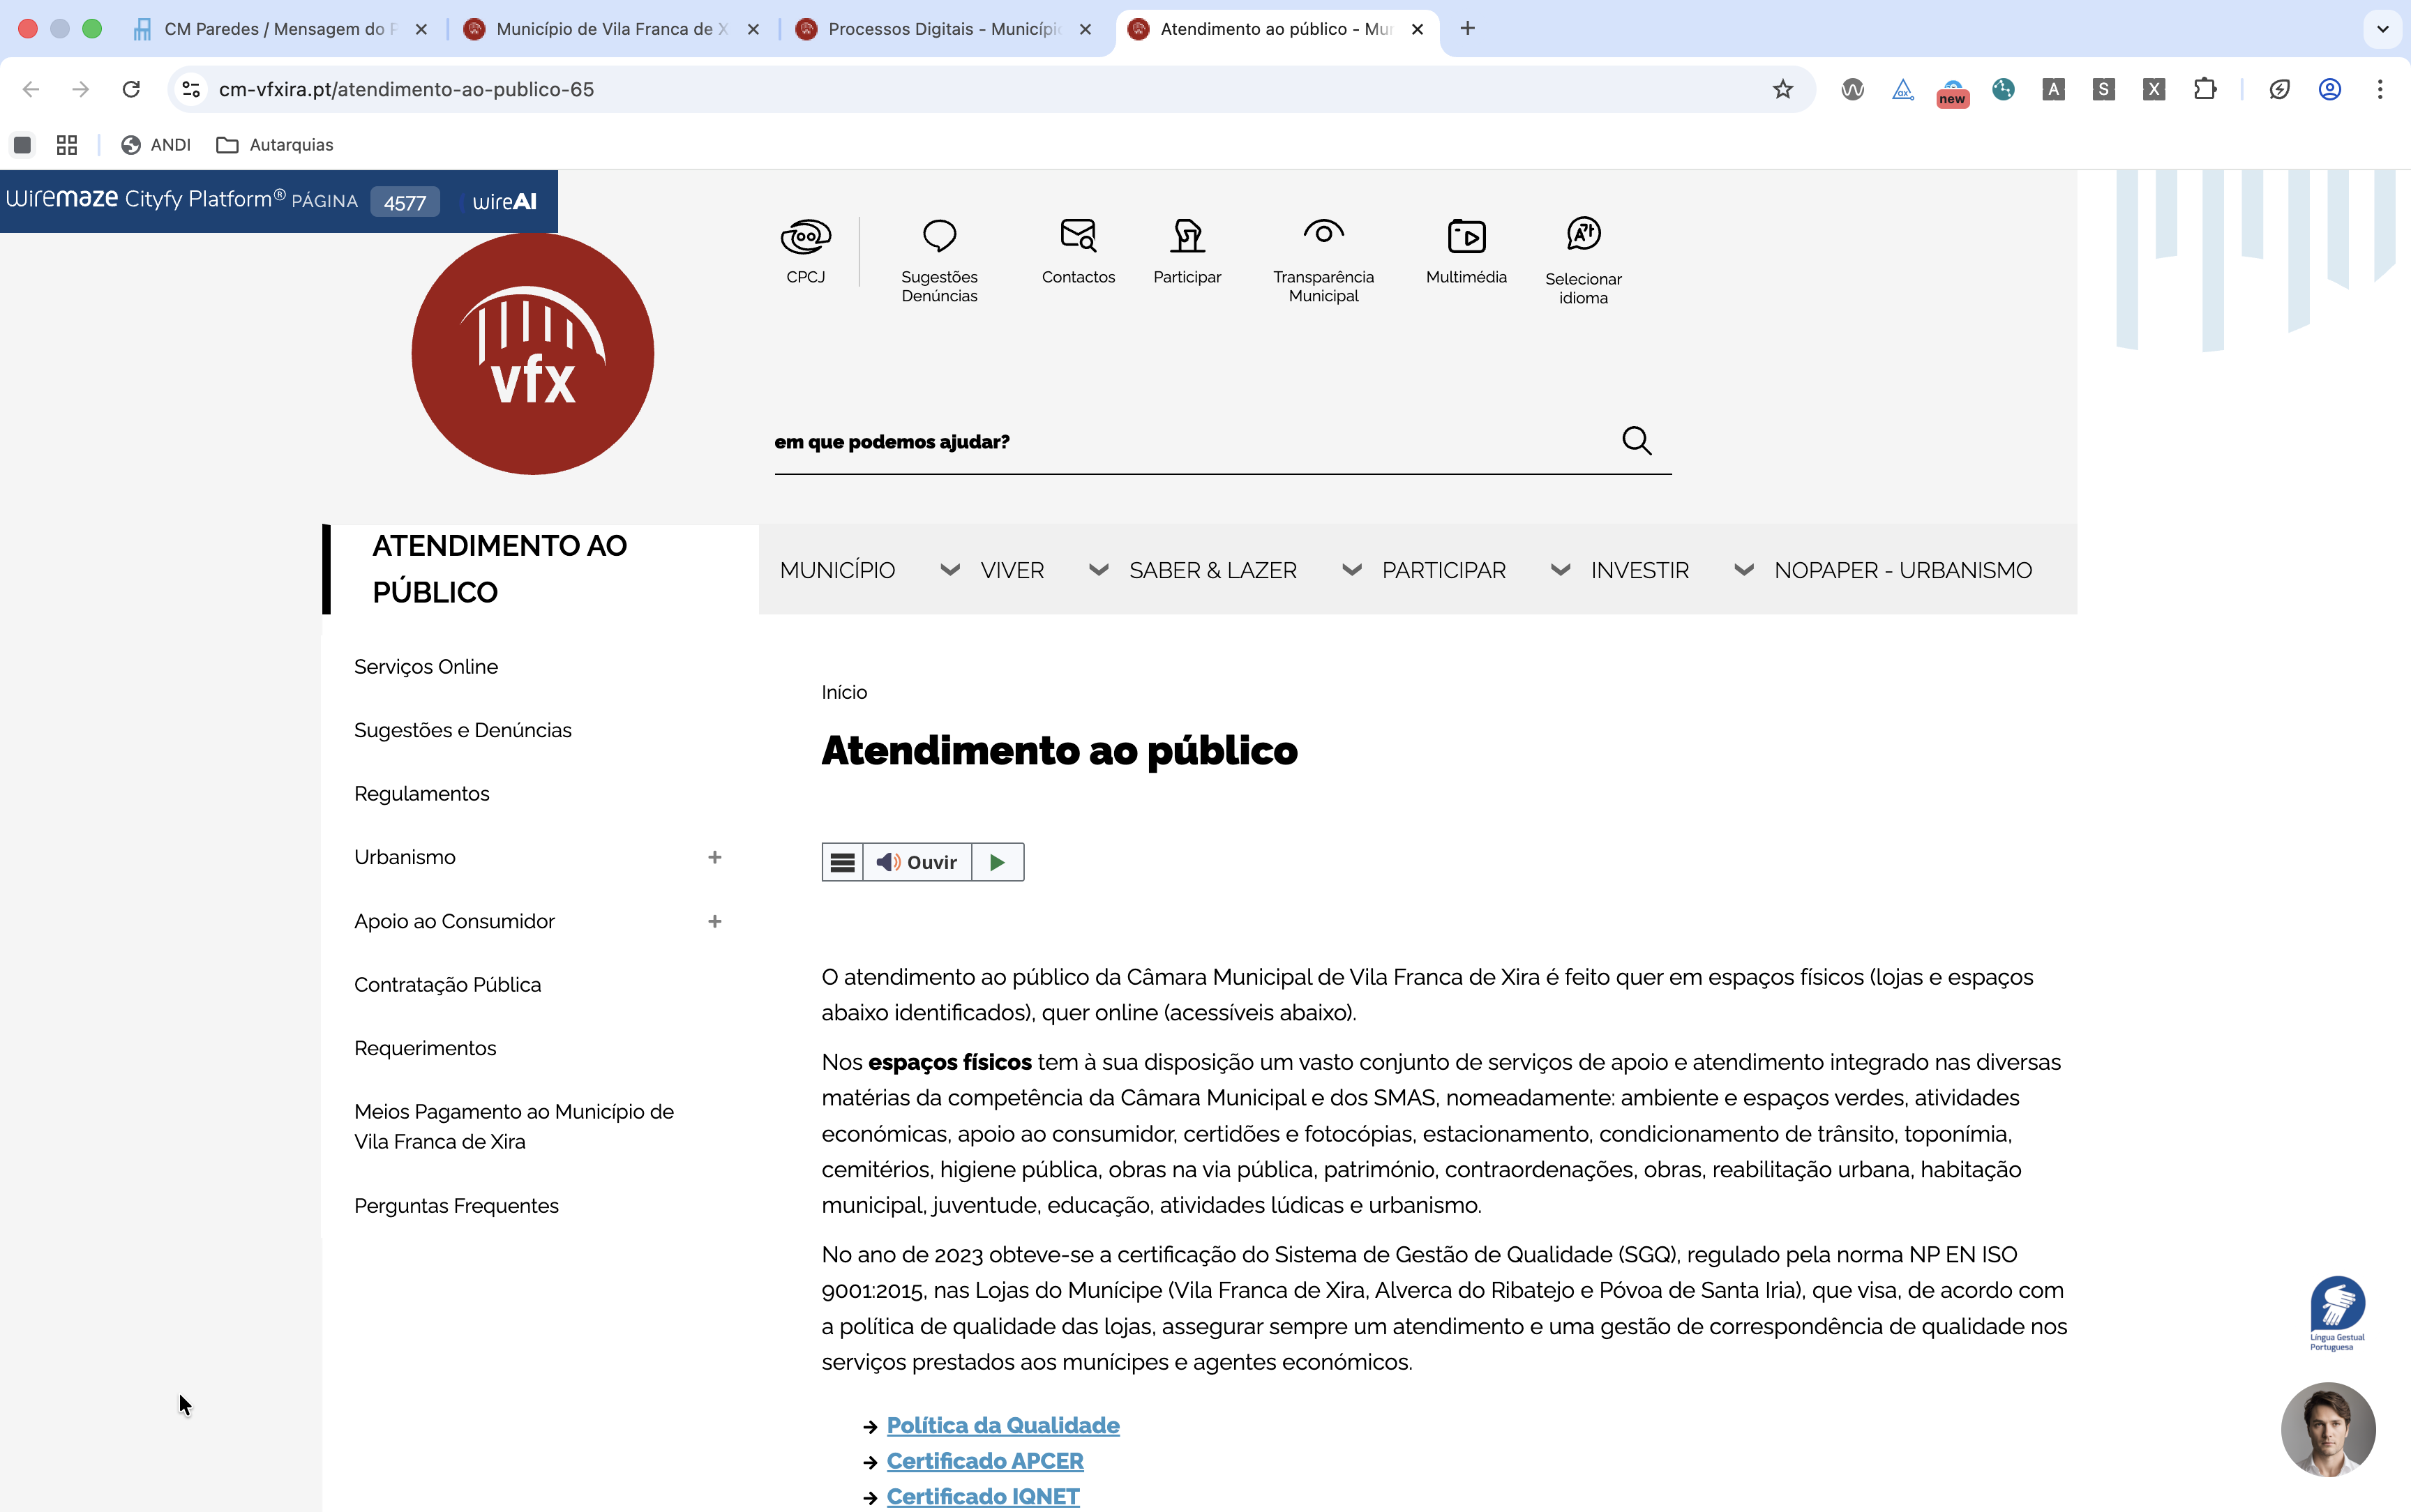 CM Paredes / Mensagem do P
Município de Vila Franca de X
Processos Digitais - Municípi
Atendimento ao público - Mun
cm-vfxira.pt/atendimento-ao-publico-65
new
A
S
X
ANDI
Autarquias
wiremaze Cityfy Platform® PÁGINA 4577 wireAI
CPCJ
Sugestões
Denúncias
Contactos
Participar
Transparência
Municipal
Multimédia
Selecionar
idioma
vfx
em que podemos ajudar?
ATENDIMENTO AO
PÚBLICO
MUNICÍPIO
VIVER
SABER & LAZER
PARTICIPAR
INVESTIR
NOPAPER - URBANISMO
Serviços Online
Sugestões e Denúncias
Regulamentos
Urbanismo +
Apoio ao Consumidor +
Contratação Pública
Requerimentos
Meios Pagamento ao Município de
Vila Franca de Xira
Perguntas Frequentes
Início
Atendimento ao público
Ouvir
O atendimento ao público da Câmara Municipal de Vila Franca de Xira é feito quer em espaços físicos (lojas e espaços
abaixo identificados), quer online (acessíveis abaixo).
Nos espaços físicos tem à sua disposição um vasto conjunto de serviços de apoio e atendimento integrado nas diversas
matérias da competência da Câmara Municipal e dos SMAS, nomeadamente: ambiente e espaços verdes, atividades
económicas, apoio ao consumidor, certidões e fotocópias, estacionamento, condicionamento de trânsito, toponímia,
cemitérios, higiene pública, obras na via pública, património, contraordenações, obras, reabilitação urbana, habitação
municipal, juventude, educação, atividades lúdicas e urbanismo.
No ano de 2023 obteve-se a certificação do Sistema de Gestão de Qualidade (SGQ), regulado pela norma NP EN ISO
9001:2015, nas Lojas do Munícipe (Vila Franca de Xira, Alverca do Ribatejo e Póvoa de Santa Iria), que visa, de acordo com
a política de qualidade das lojas, assegurar sempre um atendimento e uma gestão de correspondência de qualidade nos
serviços prestados aos munícipes e agentes económicos.
→ Política da Qualidade
→ Certificado APCER
→ Certificado IQNET
Língua Gestual
Portuguesa